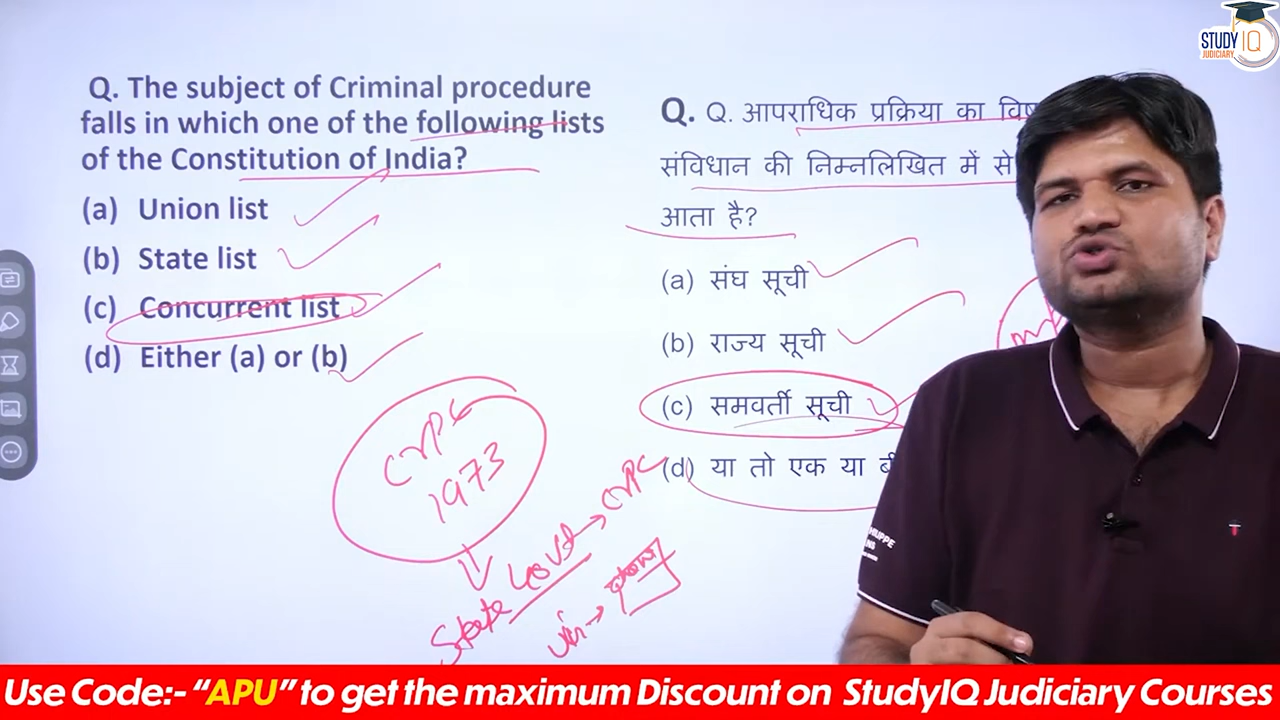 STUDY IQ
JUDICIARY
Q. The subject of Criminal procedure
falls in which one of the following lists
of the Constitution of India?
(a) Union list
(b) State list
(c) Concurrent list
(d) Either (a) or (b)
Q. Q. आपराधिक प्रक्रिया का
संविधान की निम्नलिखित में से
आता है?
(a) संघ सूची
(b) राज्य सूची
(c) समवर्ती सूची
(d) या तो एक या
CrPC
1973
State Govt → CrPC
Use Code:- “APU” to get the maximum Discount on StudyIQ Judiciary Courses